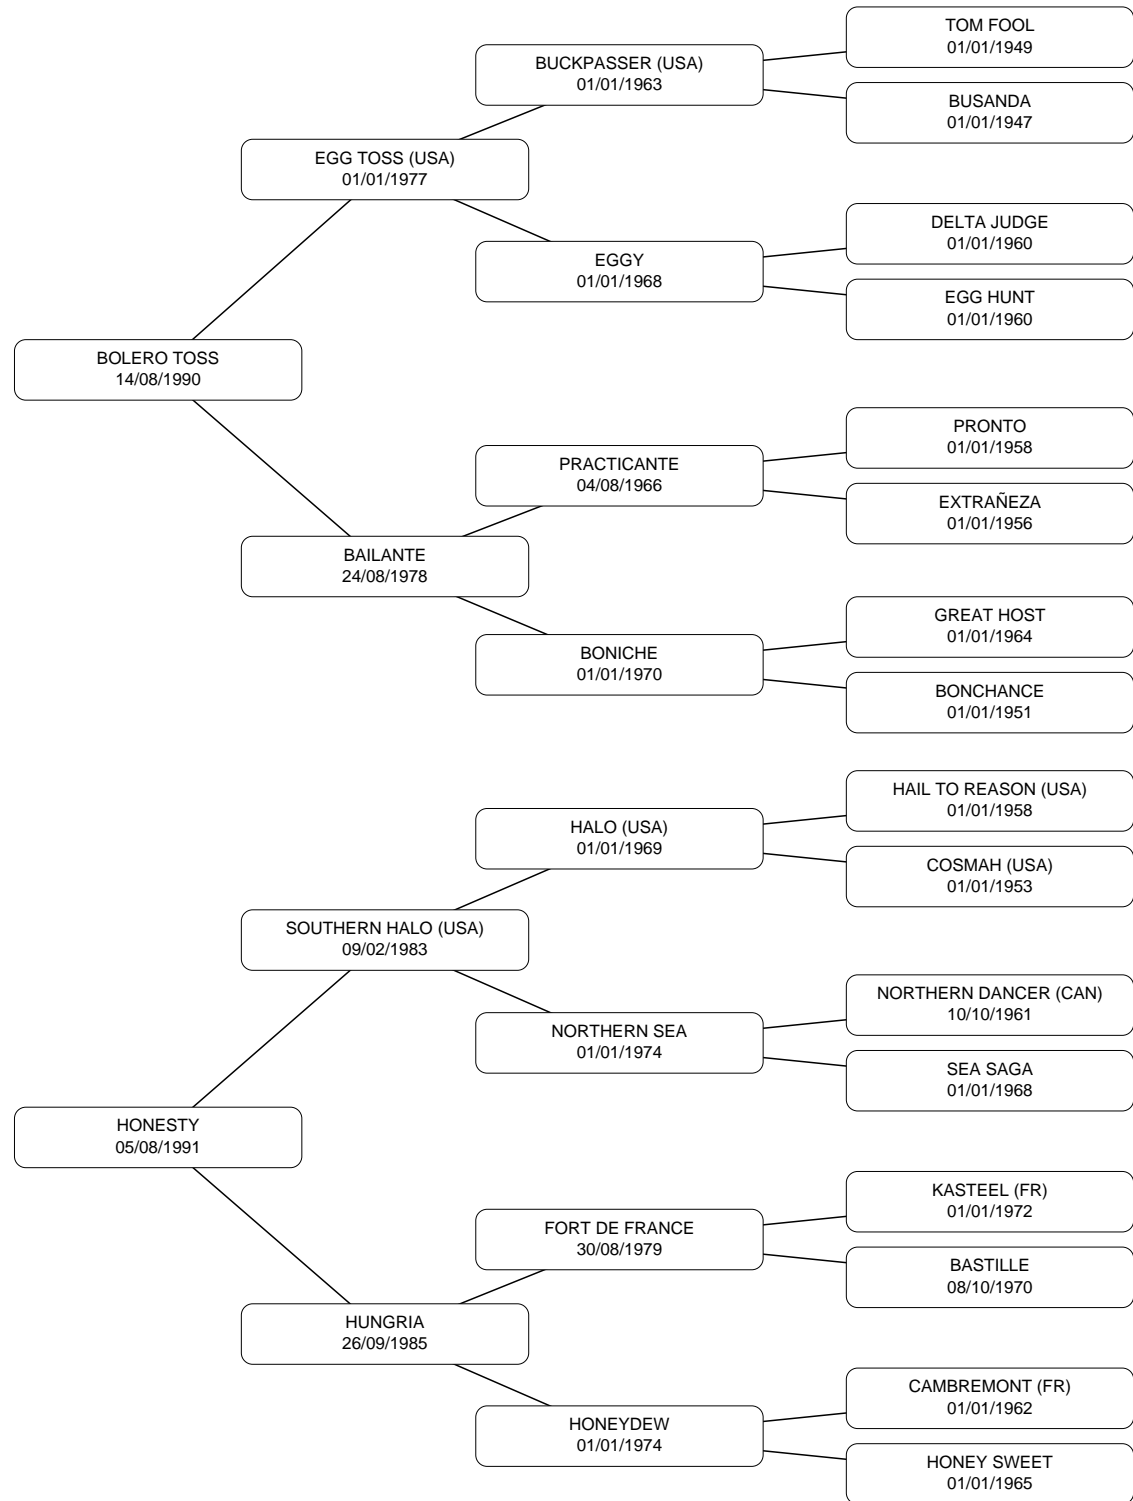 TOM FOOL
01/01/1949
BUCKPASSER (USA)
01/01/1963
BUSANDA
01/01/1947
EGG TOSS (USA)
01/01/1977
DELTA JUDGE
01/01/1960
EGGY
01/01/1968
EGG HUNT
01/01/1960
BOLERO TOSS
14/08/1990
PRONTO
01/01/1958
PRACTICANTE
04/08/1966
EXTRAÑEZA
01/01/1956
BAILANTE
24/08/1978
GREAT HOST
01/01/1964
BONICHE
01/01/1970
BONCHANCE
01/01/1951
HAIL TO REASON (USA)
01/01/1958
HALO (USA)
01/01/1969
COSMAH (USA)
01/01/1953
SOUTHERN HALO (USA)
09/02/1983
NORTHERN DANCER (CAN)
10/10/1961
NORTHERN SEA
01/01/1974
SEA SAGA
01/01/1968
HONESTY
05/08/1991
KASTEEL (FR)
01/01/1972
FORT DE FRANCE
30/08/1979
BASTILLE
08/10/1970
HUNGRIA
26/09/1985
CAMBREMONT (FR)
01/01/1962
HONEYDEW
01/01/1974
HONEY SWEET
01/01/1965